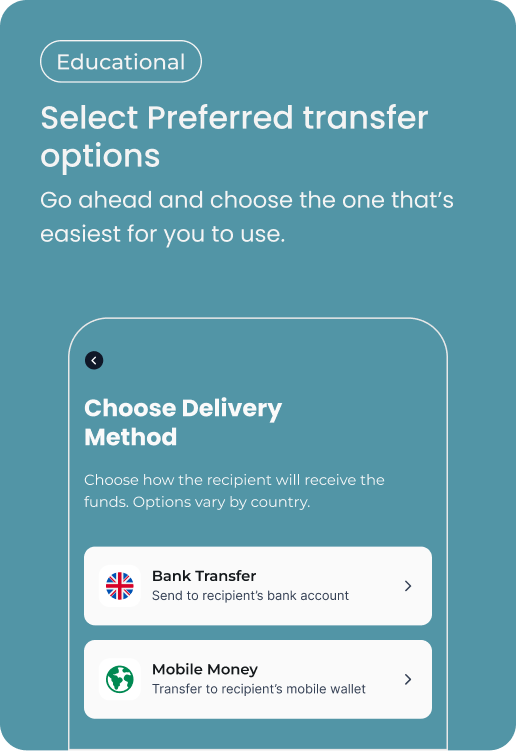 Educational
Select Preferred transfer
options
Go ahead and choose the one that’s
easiest for you to use.
Choose Delivery
Method
Choose how the recipient will receive the
funds. Options vary by country.
Bank Transfer
Send to recipient’s bank account
Mobile Money
Transfer to recipient’s mobile wallet